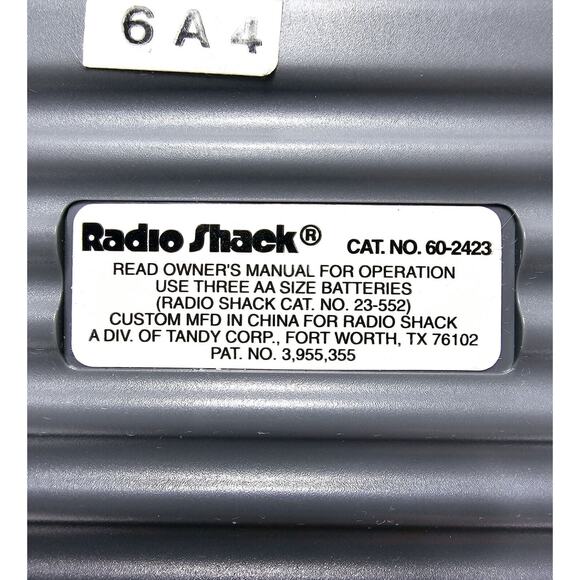 6A4
Radio Shack® CAT. NO. 60-2423
READ OWNER'S MANUAL FOR OPERATION
USE THREE AA SIZE BATTERIES
(RADIO SHACK CAT. NO. 23-552)
CUSTOM MFD IN CHINA FOR RADIO SHACK
A DIV. OF TANDY CORP., FORT WORTH, TX 76102
PAT. NO. 3,955,355